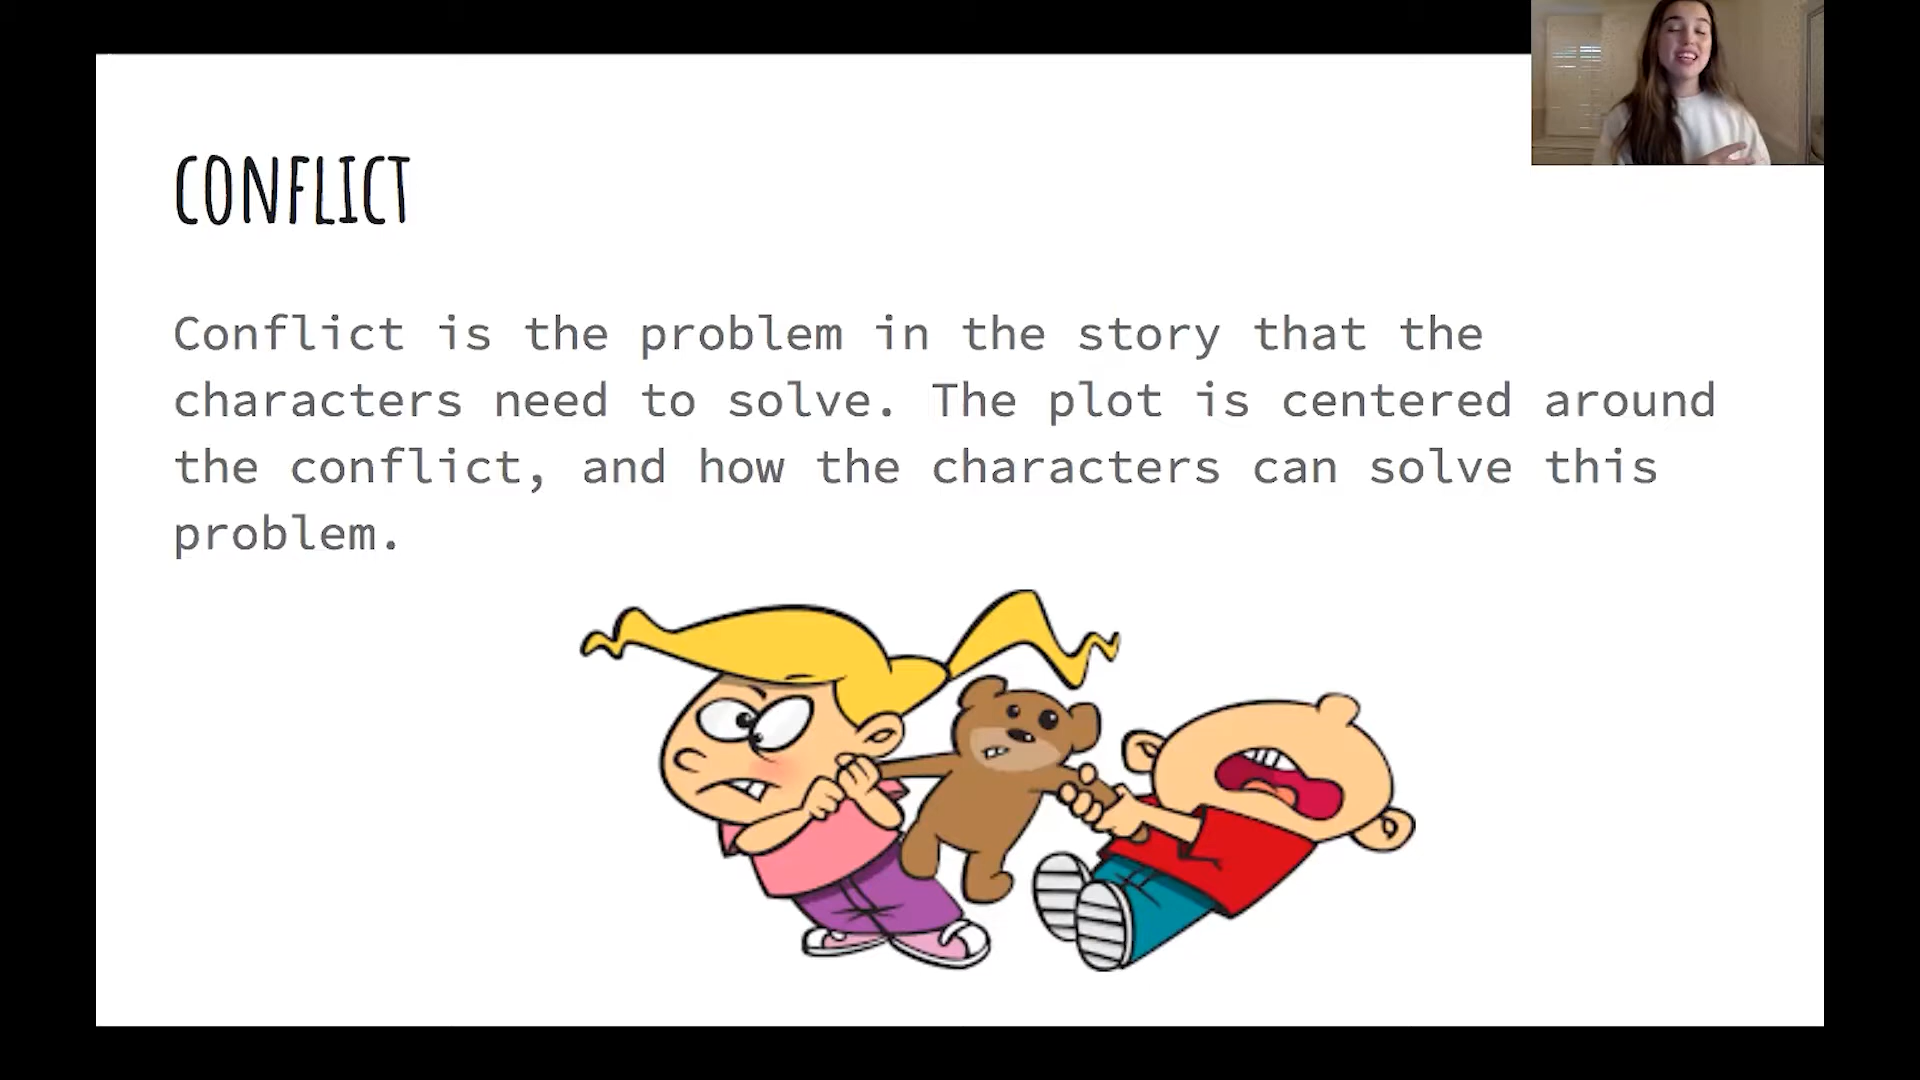 CONFLICT
Conflict is the problem in the story that the
characters need to solve. The plot is centered around
the conflict, and how the characters can solve this
problem.